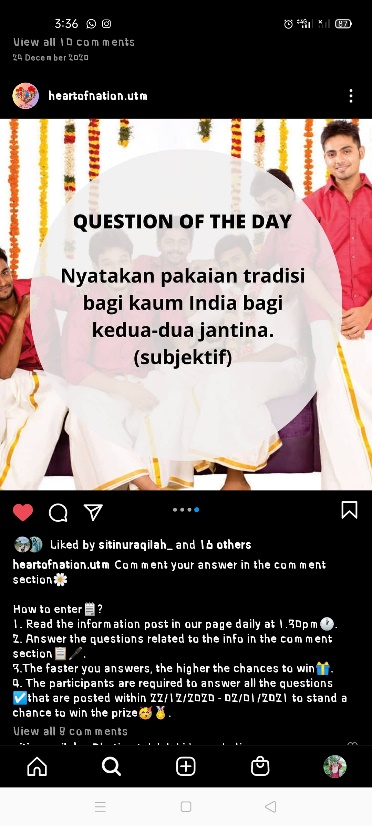 3:36
87
View all 10 comments
24 December 2020
heartofnation.utm
QUESTION OF THE DAY
Nyatakan pakaian tradisi
bagi kaum India bagi
kedua-dua jantina.
(subjektif)
Liked by sitinuraqilah_ and 16 others
heartofnation.utm Comment your answer in the comment
section🌼
How to enter🗒️?
1. Read the information post in our page daily at 1.30pm🕐.
2. Answer the questions related to the info in the comment
section📋🖊️.
3.The faster you answers, the higher the chances to win🎁.
4. The participants are required to answer all the questions
☑️that are posted within 22/12/2020 - 02/01/2021 to stand a
chance to win the prize🥳🏅.
View all 8 comments